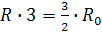 R · 3 = 3/2 · R₀